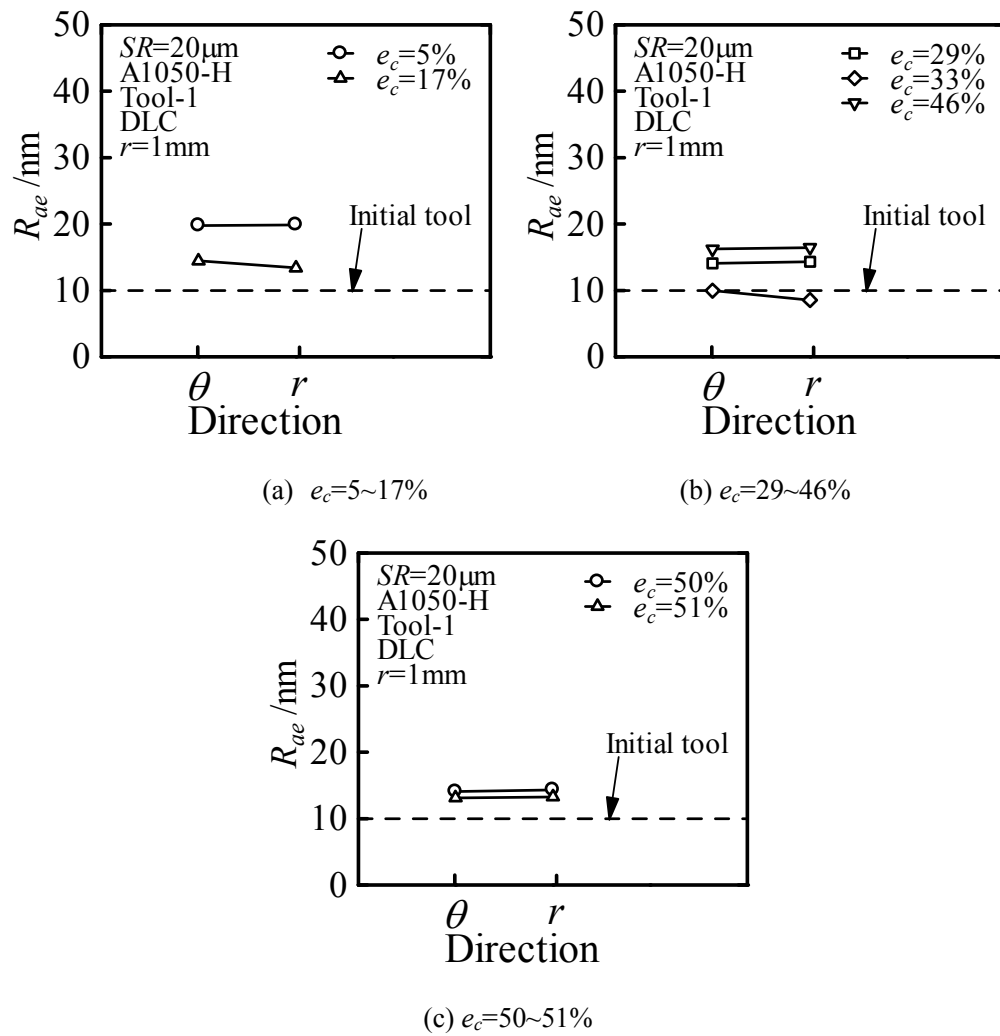 50
40
30
20
10
0
R_ae /nm
SR=20μm
A1050-H
Tool-1
DLC
r=1mm
e_c=5%
e_c=17%
Initial tool
θ r
Direction
(a) e_c=5~17%
50
40
30
20
10
0
R_ae /nm
SR=20μm
A1050-H
Tool-1
DLC
r=1mm
e_c=29%
e_c=33%
e_c=46%
Initial tool
θ r
Direction
(b) e_c=29~46%
50
40
30
20
10
0
R_ae /nm
SR=20μm
A1050-H
Tool-1
DLC
r=1mm
e_c=50%
e_c=51%
Initial tool
θ r
Direction
(c) e_c=50~51%